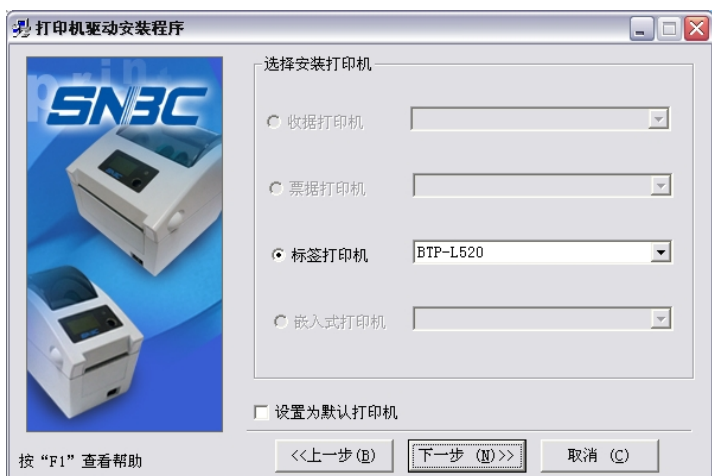 打印机驱动安装程序
print
SNBC
选择安装打印机
收据打印机
票据打印机
标签打印机 BTP-L520
嵌入式打印机
设置为默认打印机
按 “F1” 查看帮助
<<上一步(B) 下一步 (N)>> 取消 (C)